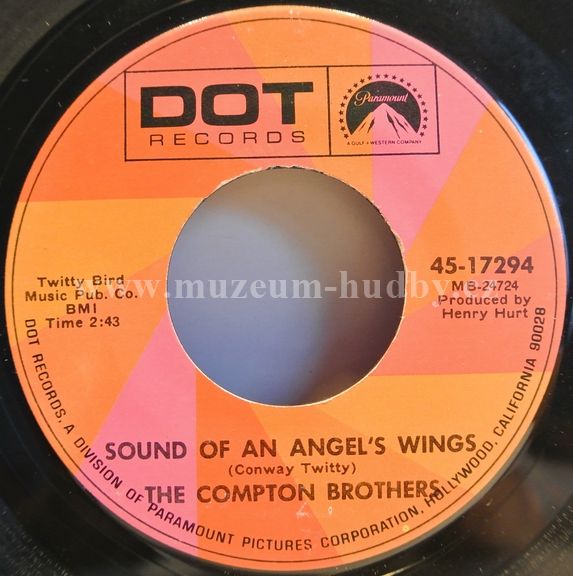 DOT
RECORDS
Paramount
A GULF + WESTERN COMPANY
45-17294
MB-24724
Produced by
Henry Hurt
Twitty Bird
Music Pub. Co.
BMI
Time 2:43
www.muzeum-hudby.
SOUND OF AN ANGEL'S WINGS
(Conway Twitty)
THE COMPTON BROTHERS
DOT RECORDS, A DIVISION OF PARAMOUNT PICTURES CORPORATION, HOLLYWOOD, CALIFORNIA 90028